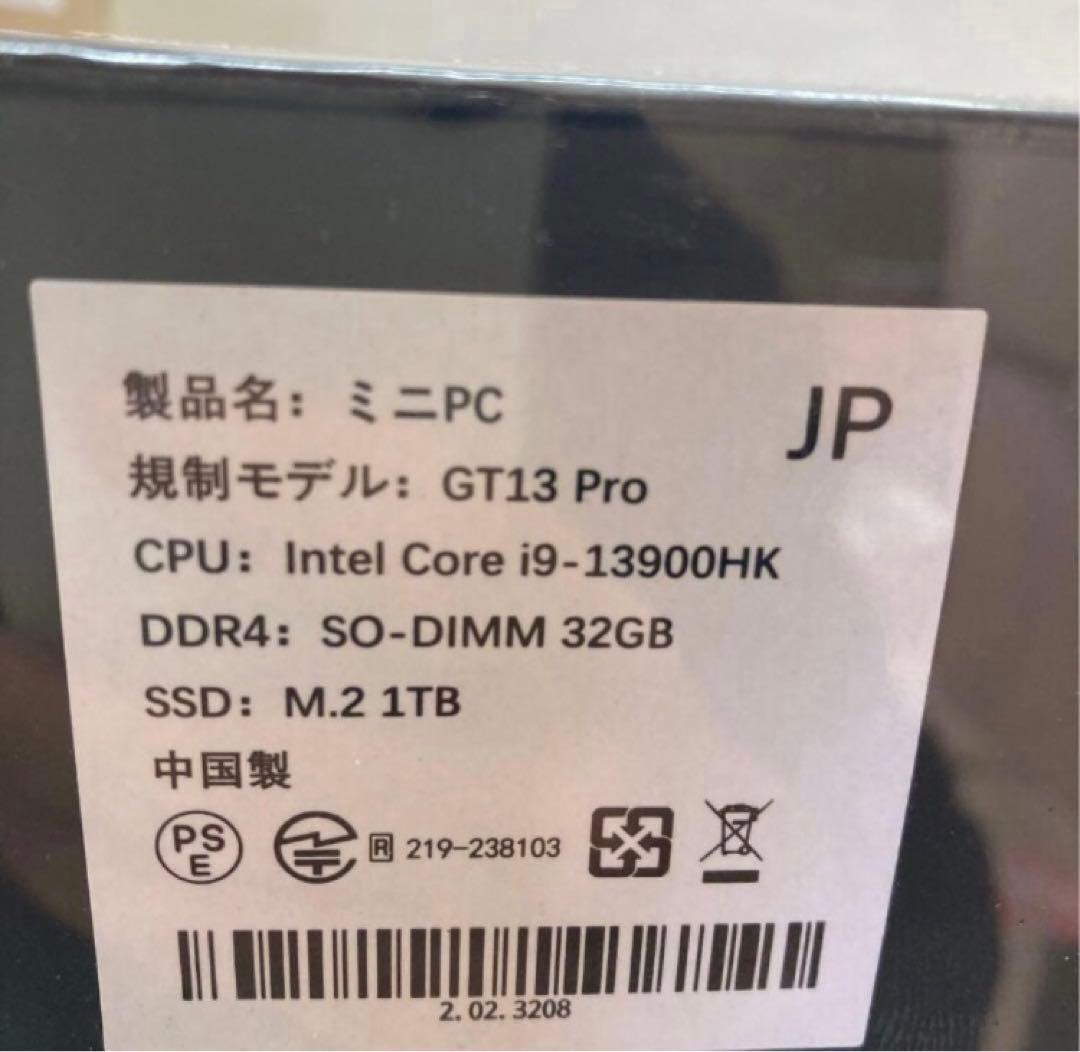 製品名：ミニPC
JP
規制モデル：GT13 Pro
CPU：Intel Core i9-13900HK
DDR4：SO-DIMM 32GB
SSD：M.2 1TB
中国製
PSE
R 219-238103
2.02.3208